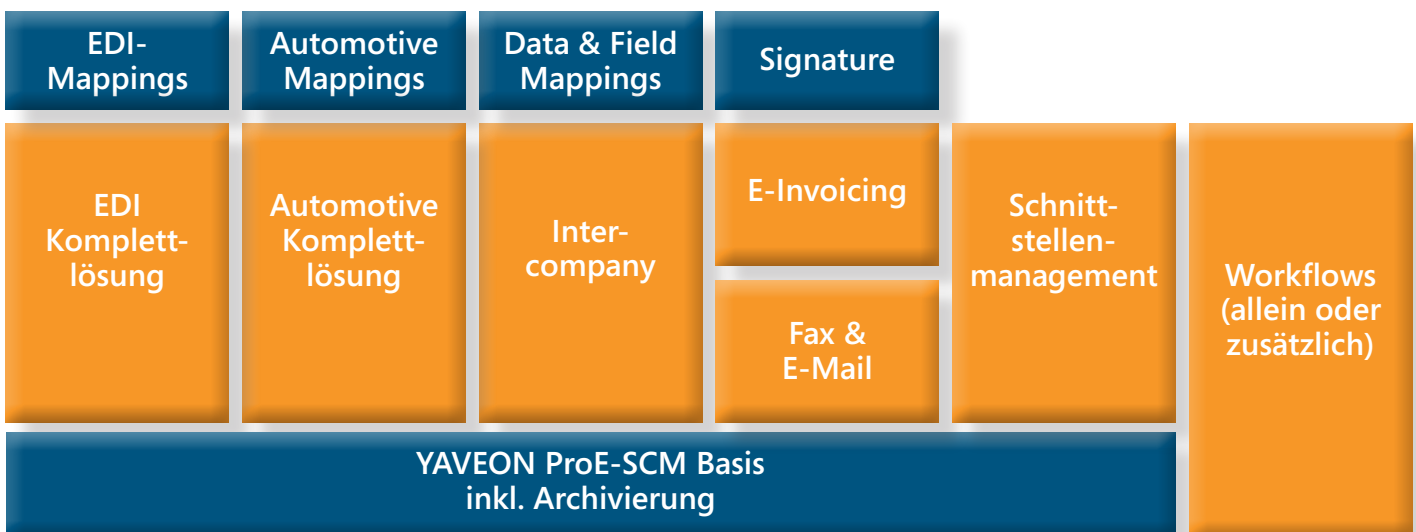 EDI-
Mappings
Automotive
Mappings
Data & Field
Mappings
Signature
EDI
Komplett-
lösung
Automotive
Komplett-
lösung
Inter-
company
E-Invoicing
Fax &
E-Mail
Schnitt-
stellen-
management
Workflows
(allein oder
zusätzlich)
YAVEON ProE-SCM Basis
inkl. Archivierung